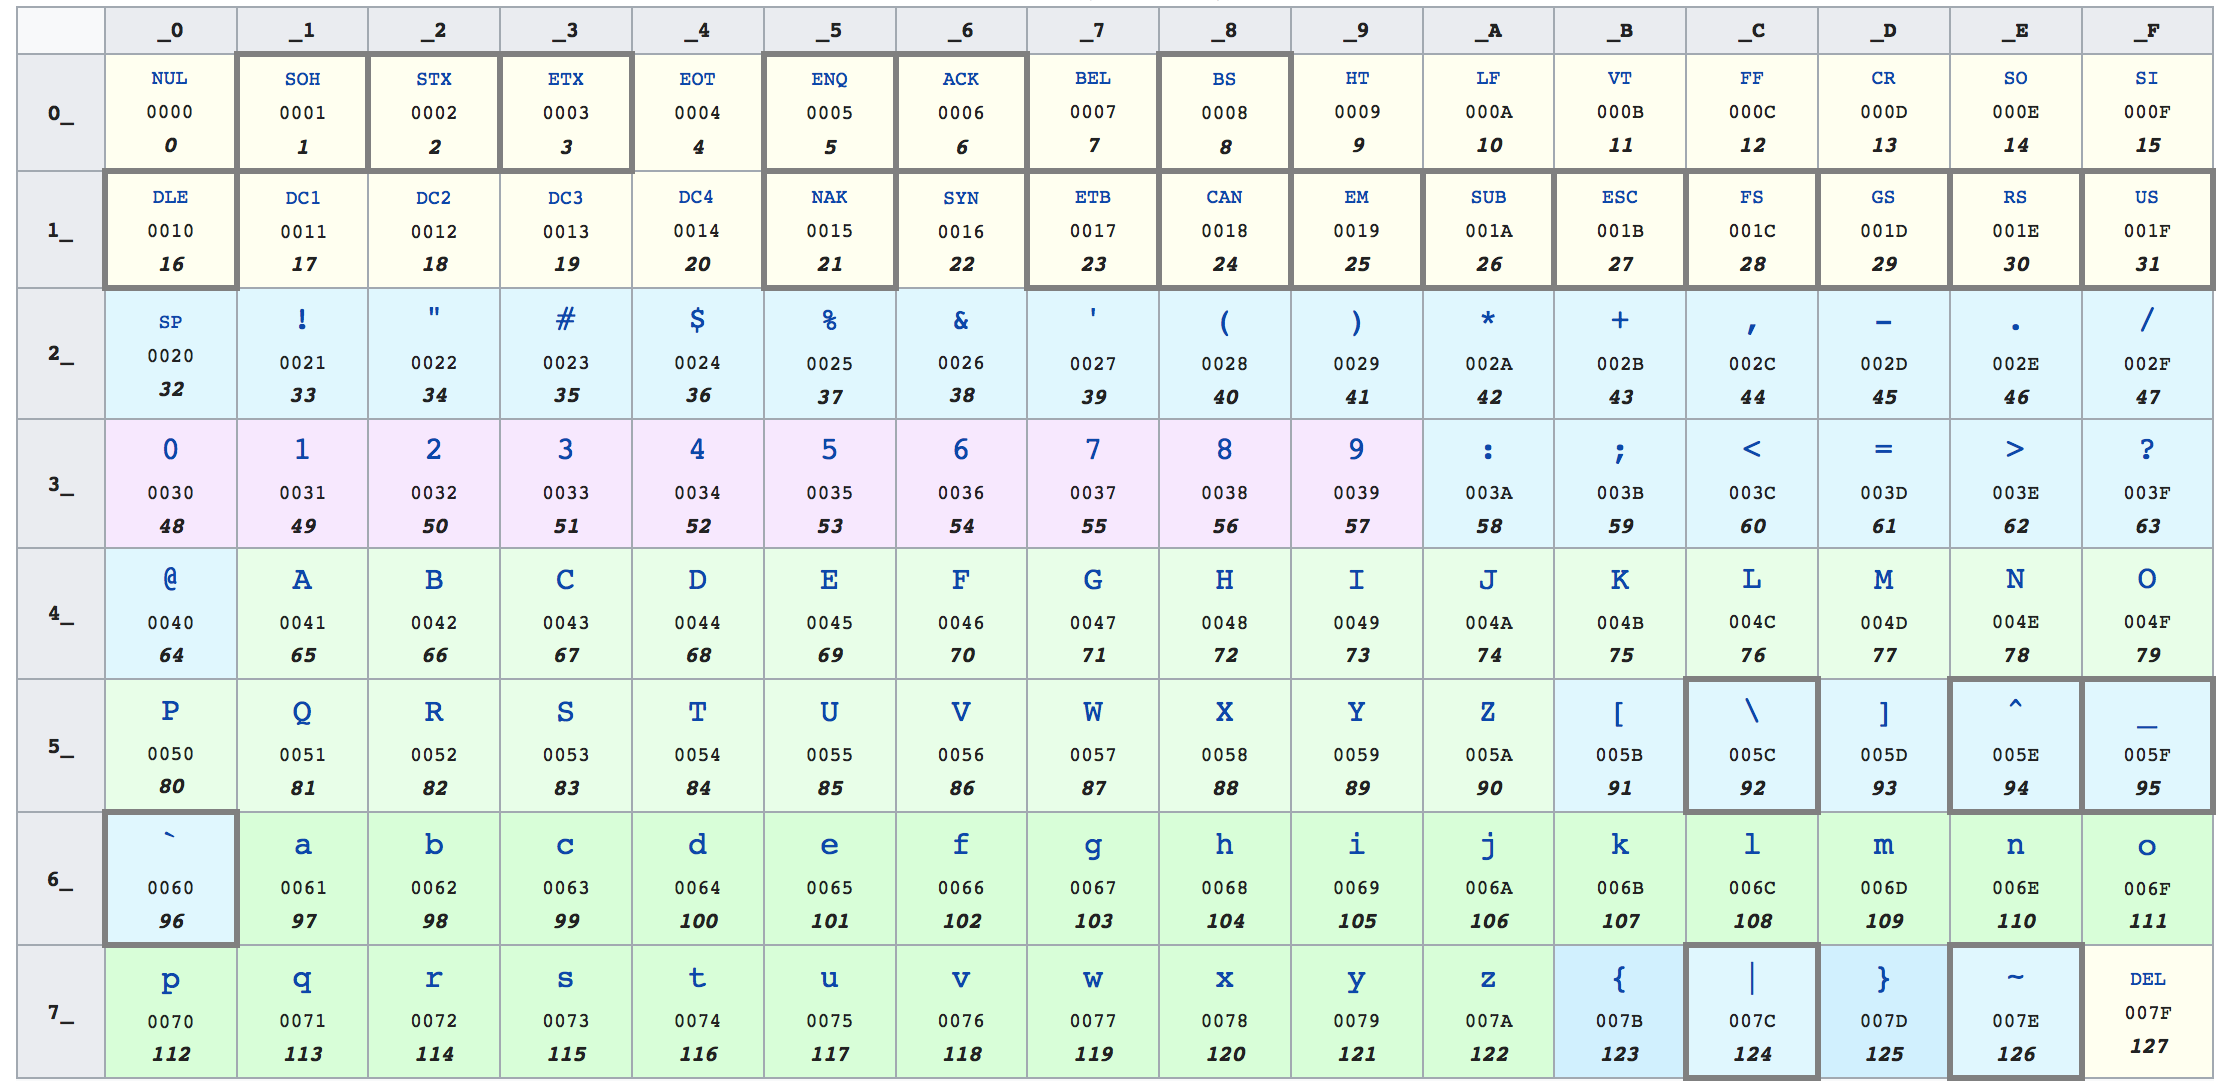 _0 _1 _2 _3 _4 _5 _6 _7 _8 _9 _A _B _C _D _E _F
NUL SOH STX ETX EOT ENQ ACK BEL BS HT LF VT FF CR SO SI
0_ 0000 0001 0002 0003 0004 0005 0006 0007 0008 0009 000A 000B 000C 000D 000E 000F
0 1 2 3 4 5 6 7 8 9 10 11 12 13 14 15
DLE DC1 DC2 DC3 DC4 NAK SYN ETB CAN EM SUB ESC FS GS RS US
1_ 0010 0011 0012 0013 0014 0015 0016 0017 0018 0019 001A 001B 001C 001D 001E 001F
16 17 18 19 20 21 22 23 24 25 26 27 28 29 30 31
SP ! " # $ % & ' ( ) * + , - . /
2_ 0020 0021 0022 0023 0024 0025 0026 0027 0028 0029 002A 002B 002C 002D 002E 002F
32 33 34 35 36 37 38 39 40 41 42 43 44 45 46 47
0 1 2 3 4 5 6 7 8 9 : ; < = > ?
3_ 0030 0031 0032 0033 0034 0035 0036 0037 0038 0039 003A 003B 003C 003D 003E 003F
48 49 50 51 52 53 54 55 56 57 58 59 60 61 62 63
@ A B C D E F G H I J K L M N O
4_ 0040 0041 0042 0043 0044 0045 0046 0047 0048 0049 004A 004B 004C 004D 004E 004F
64 65 66 67 68 69 70 71 72 73 74 75 76 77 78 79
P Q R S T U V W X Y Z [ \ ] ^ _
5_ 0050 0051 0052 0053 0054 0055 0056 0057 0058 0059 005A 005B 005C 005D 005E 005F
80 81 82 83 84 85 86 87 88 89 90 91 92 93 94 95
` a b c d e f g h i j k l m n o
6_ 0060 0061 0062 0063 0064 0065 0066 0067 0068 0069 006A 006B 006C 006D 006E 006F
96 97 98 99 100 101 102 103 104 105 106 107 108 109 110 111
p q r s t u v w x y z { | } ~ DEL
7_ 0070 0071 0072 0073 0074 0075 0076 0077 0078 0079 007A 007B 007C 007D 007E 007F
112 113 114 115 116 117 118 119 120 121 122 123 124 125 126 127